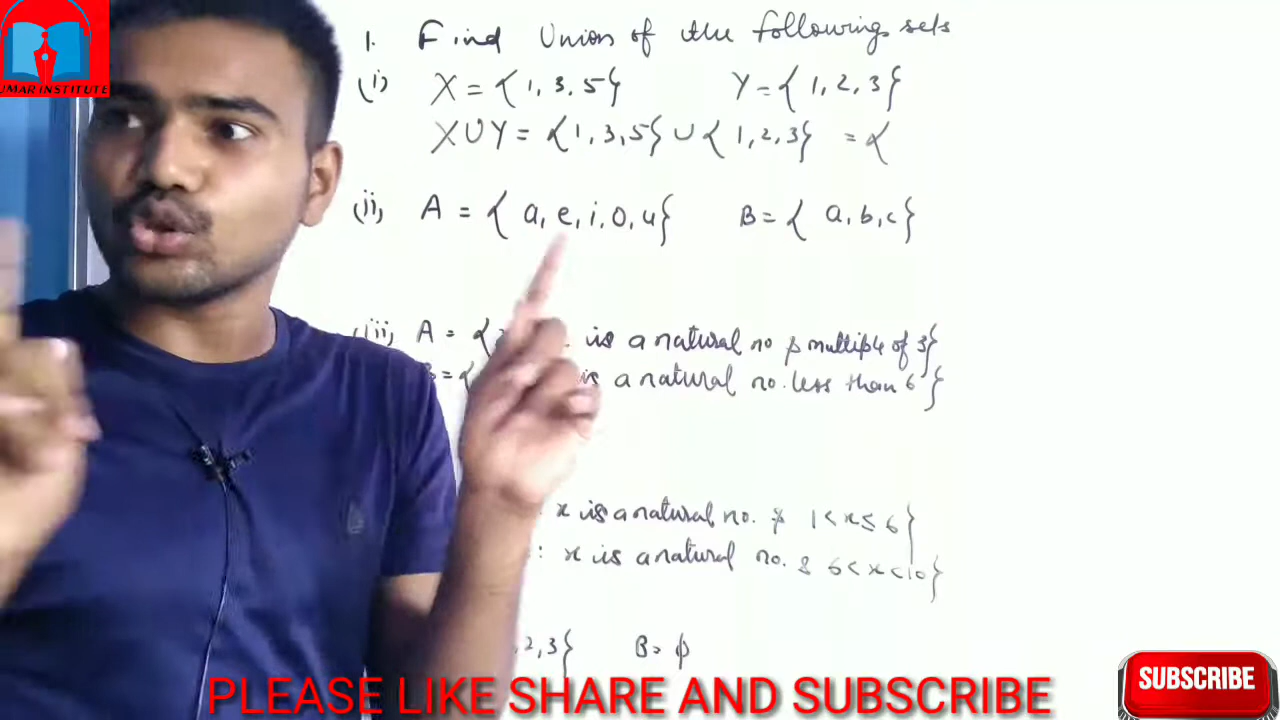 UMAR INSTITUTE
1. Find Union of the following sets
(i) X = {1, 3, 5} Y = {1, 2, 3}
X∪Y = {1, 3, 5} ∪ {1, 2, 3} = {
(ii) A = { a, e, i, o, u} B = { a, b, c}
(iii) A = { is a natural no & multiple of 3}
B = { is a natural no. less than 6 }
: x is a natural no. & 1 < x ≤ 6 }
: x is a natural no. & 6 < x < 10 }
, 2, 3} B = φ
PLEASE LIKE SHARE AND SUBSCRIBE
SUBSCRIBE